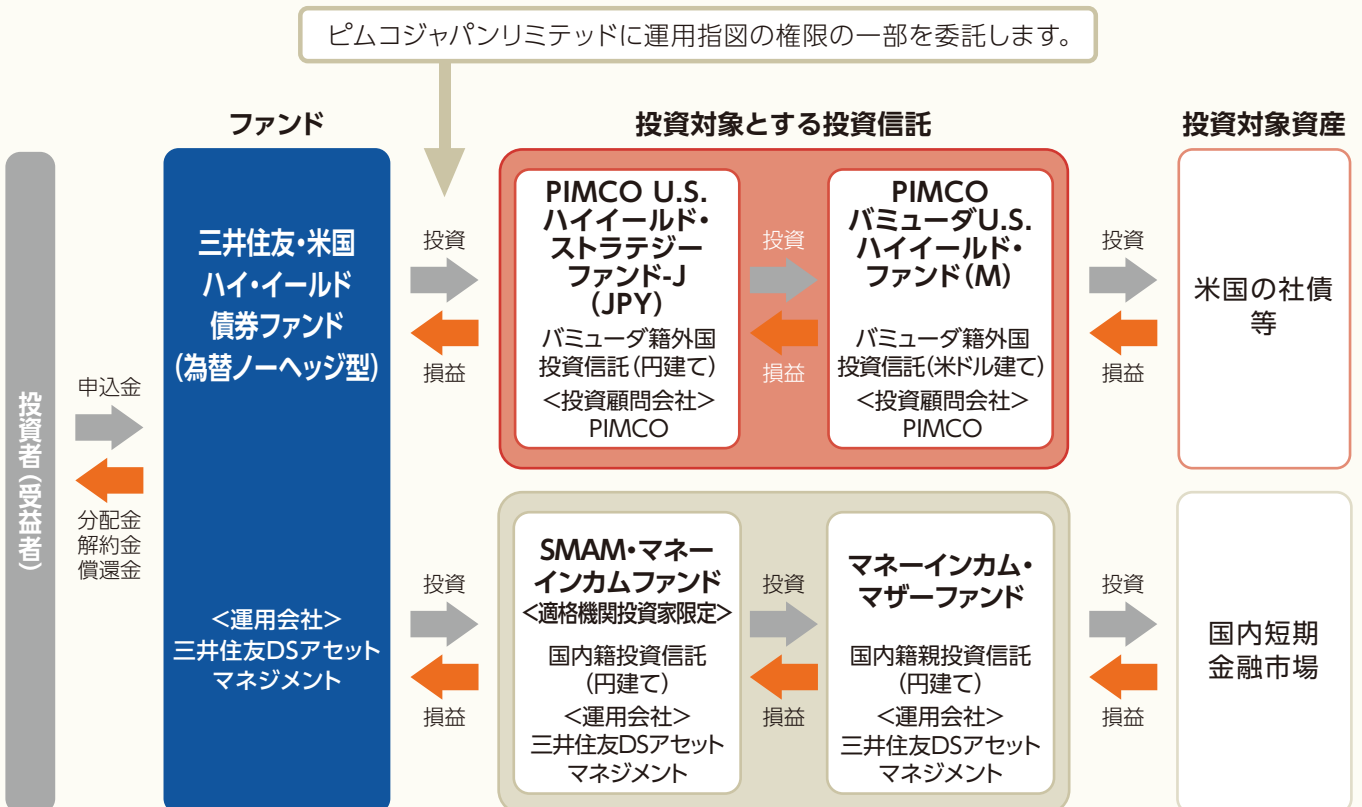 ピムコジャパンリミテッドに運用指図の権限の一部を委託します。
ファンド
投資対象とする投資信託
投資対象資産
投資者(受益者)
申込金
分配金
解約金
償還金
三井住友・米国
ハイ・イールド
債券ファンド
(為替ノーヘッジ型)
<運用会社>
三井住友DSアセット
マネジメント
投資
損益
PIMCO U.S.
ハイイールド・
ストラテジー
ファンド-J
(JPY)
バミューダ籍外国
投資信託(円建て)
<投資顧問会社>
PIMCO
投資
損益
PIMCO
バミューダU.S.
ハイイールド・
ファンド(M)
バミューダ籍外国
投資信託(米ドル建て)
<投資顧問会社>
PIMCO
投資
損益
米国の社債
等
投資
損益
SMAM・マネー
インカムファンド
<適格機関投資家限定>
国内籍投資信託
(円建て)
<運用会社>
三井住友DSアセット
マネジメント
投資
損益
マネーインカム・
マザーファンド
国内籍親投資信託
(円建て)
<運用会社>
三井住友DSアセット
マネジメント
投資
損益
国内短期
金融市場